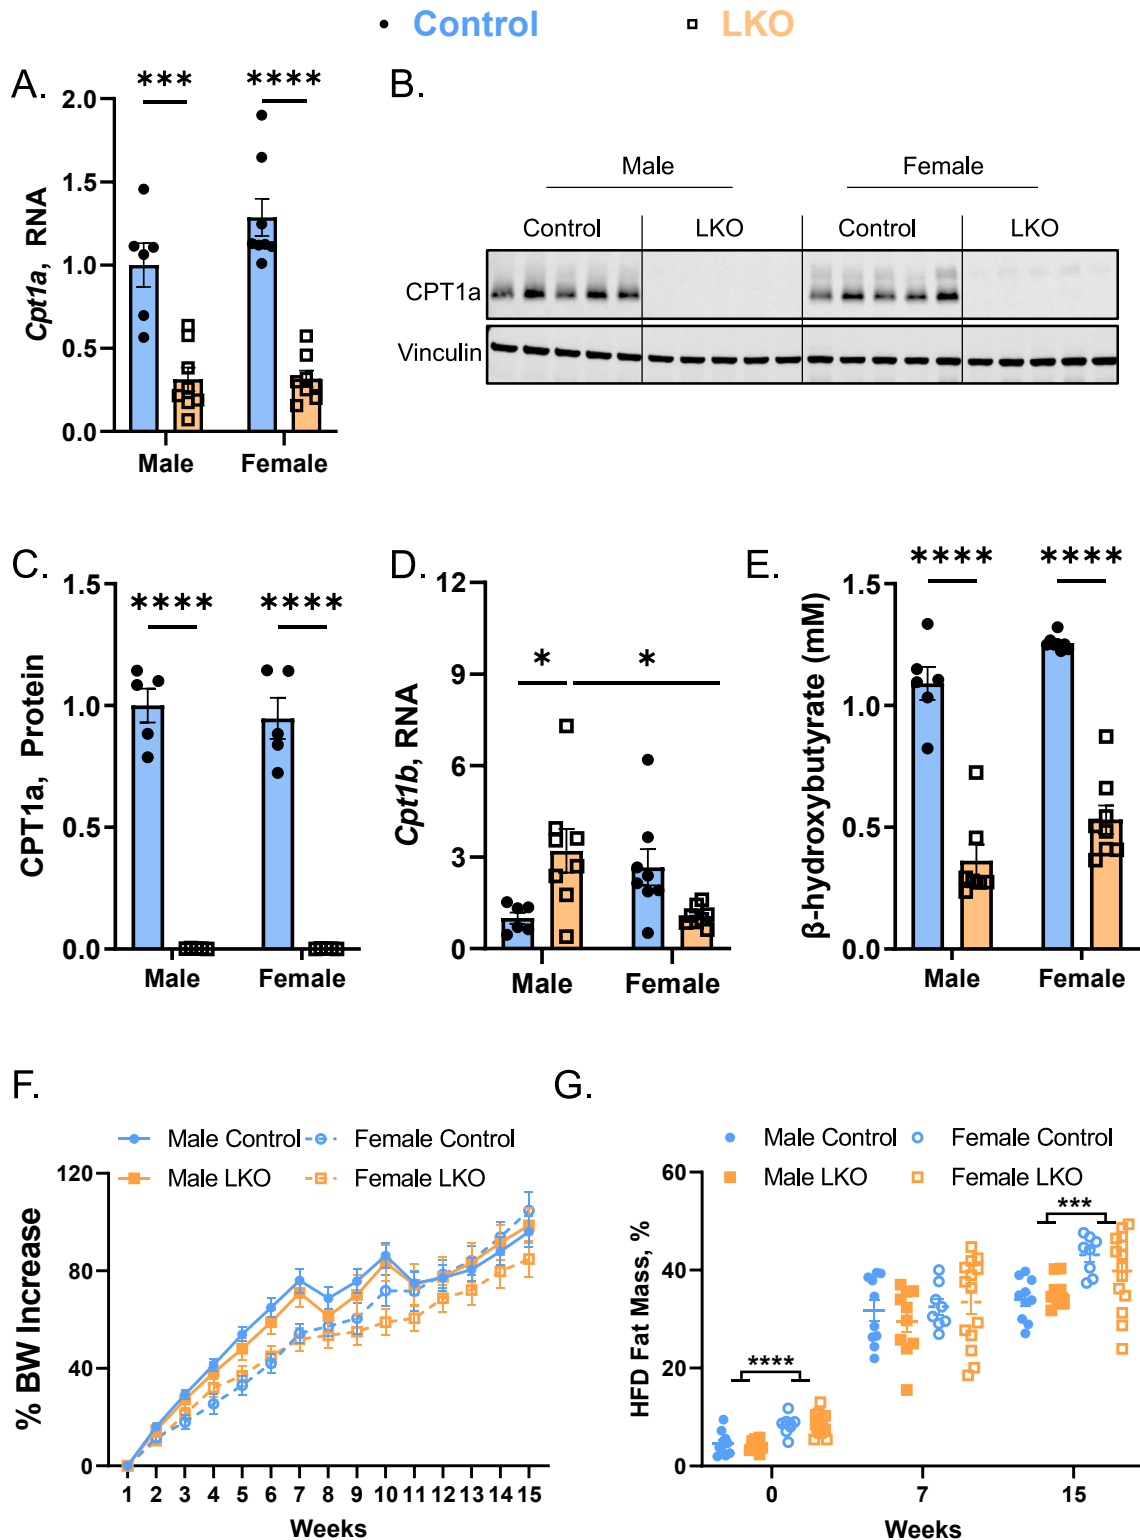 Control LKO
A.
*** ****
2.0
1.5
1.0
0.5
0.0
Cpt1a, RNA
Male Female
B.
Male Female
Control LKO Control LKO
CPT1a
Vinculin
C.
**** ****
1.5
1.0
0.5
0.0
CPT1a, Protein
Male Female
D.
12
9
6
3
0
* *
Cpt1b, RNA
Male Female
E.
**** ****
1.5
1.0
0.5
0.0
β-hydroxybutyrate (mM)
Male Female
F.
Male Control Female Control
Male LKO Female LKO
120
80
40
0
% BW Increase
1 2 3 4 5 6 7 8 9 10 11 12 13 14 15
Weeks
G.
Male Control Female Control
Male LKO Female LKO
60
40
20
0
HFD Fat Mass, %
**** ***
0 7 15
Weeks